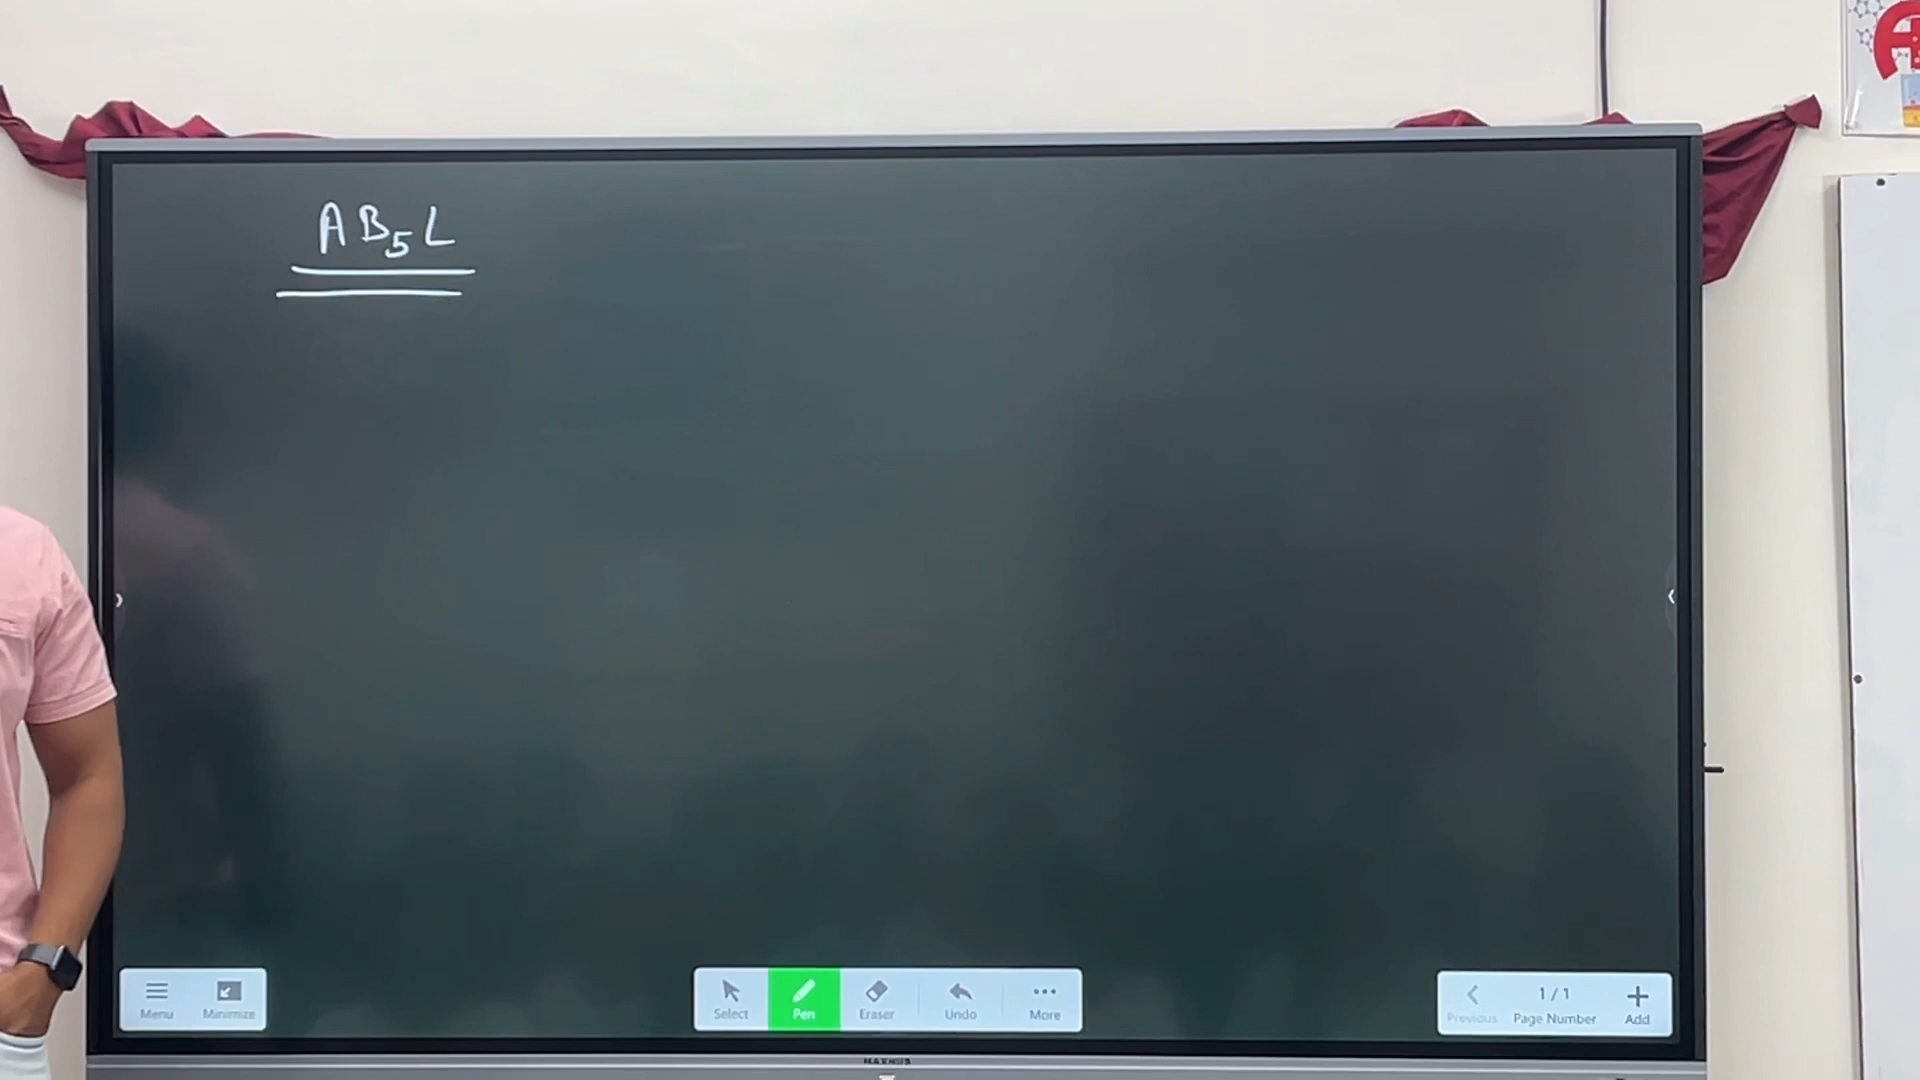 AB₅L
Menu
Minimize
Select
Pen
Eraser
Undo
More
Previous
1 / 1
Page Number
Add